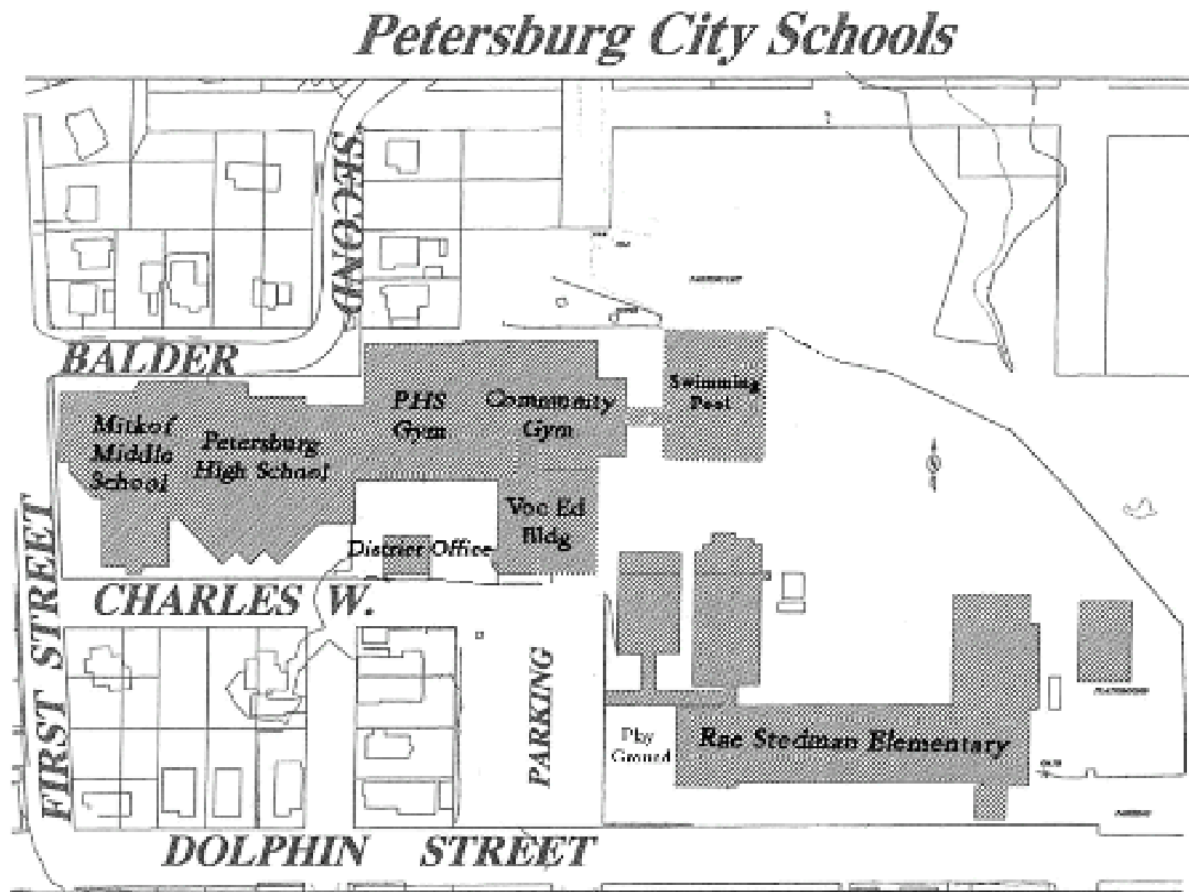 Petersburg City Schools
SECOND
BALDER
Mitkof
Middle
School
Petersburg
High School
PHS
Gym
Community
Gym
Swimming
Pool
Voc Ed
Bldg
District Office
FIRST STREET
CHARLES W.
PARKING
Play
Ground
Rae Stedman Elementary
DOLPHIN STREET